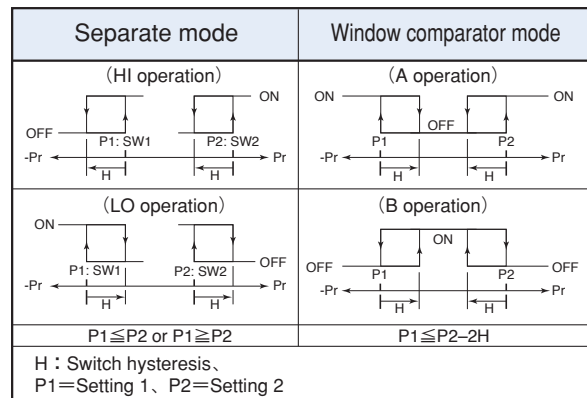 Separate mode
Window comparator mode
(HI operation)
ON
OFF
P1: SW1
P2: SW2
-Pr
Pr
H
H
(A operation)
ON
ON
OFF
P1
P2
-Pr
Pr
H
H
(LO operation)
ON
P1: SW1
P2: SW2
OFF
-Pr
Pr
H
H
(B operation)
ON
OFF
P1
P2
OFF
-Pr
Pr
H
H
P1≦P2 or P1≧P2
P1≦P2–2H
H：Switch hysteresis、
P1＝Setting 1、P2＝Setting 2